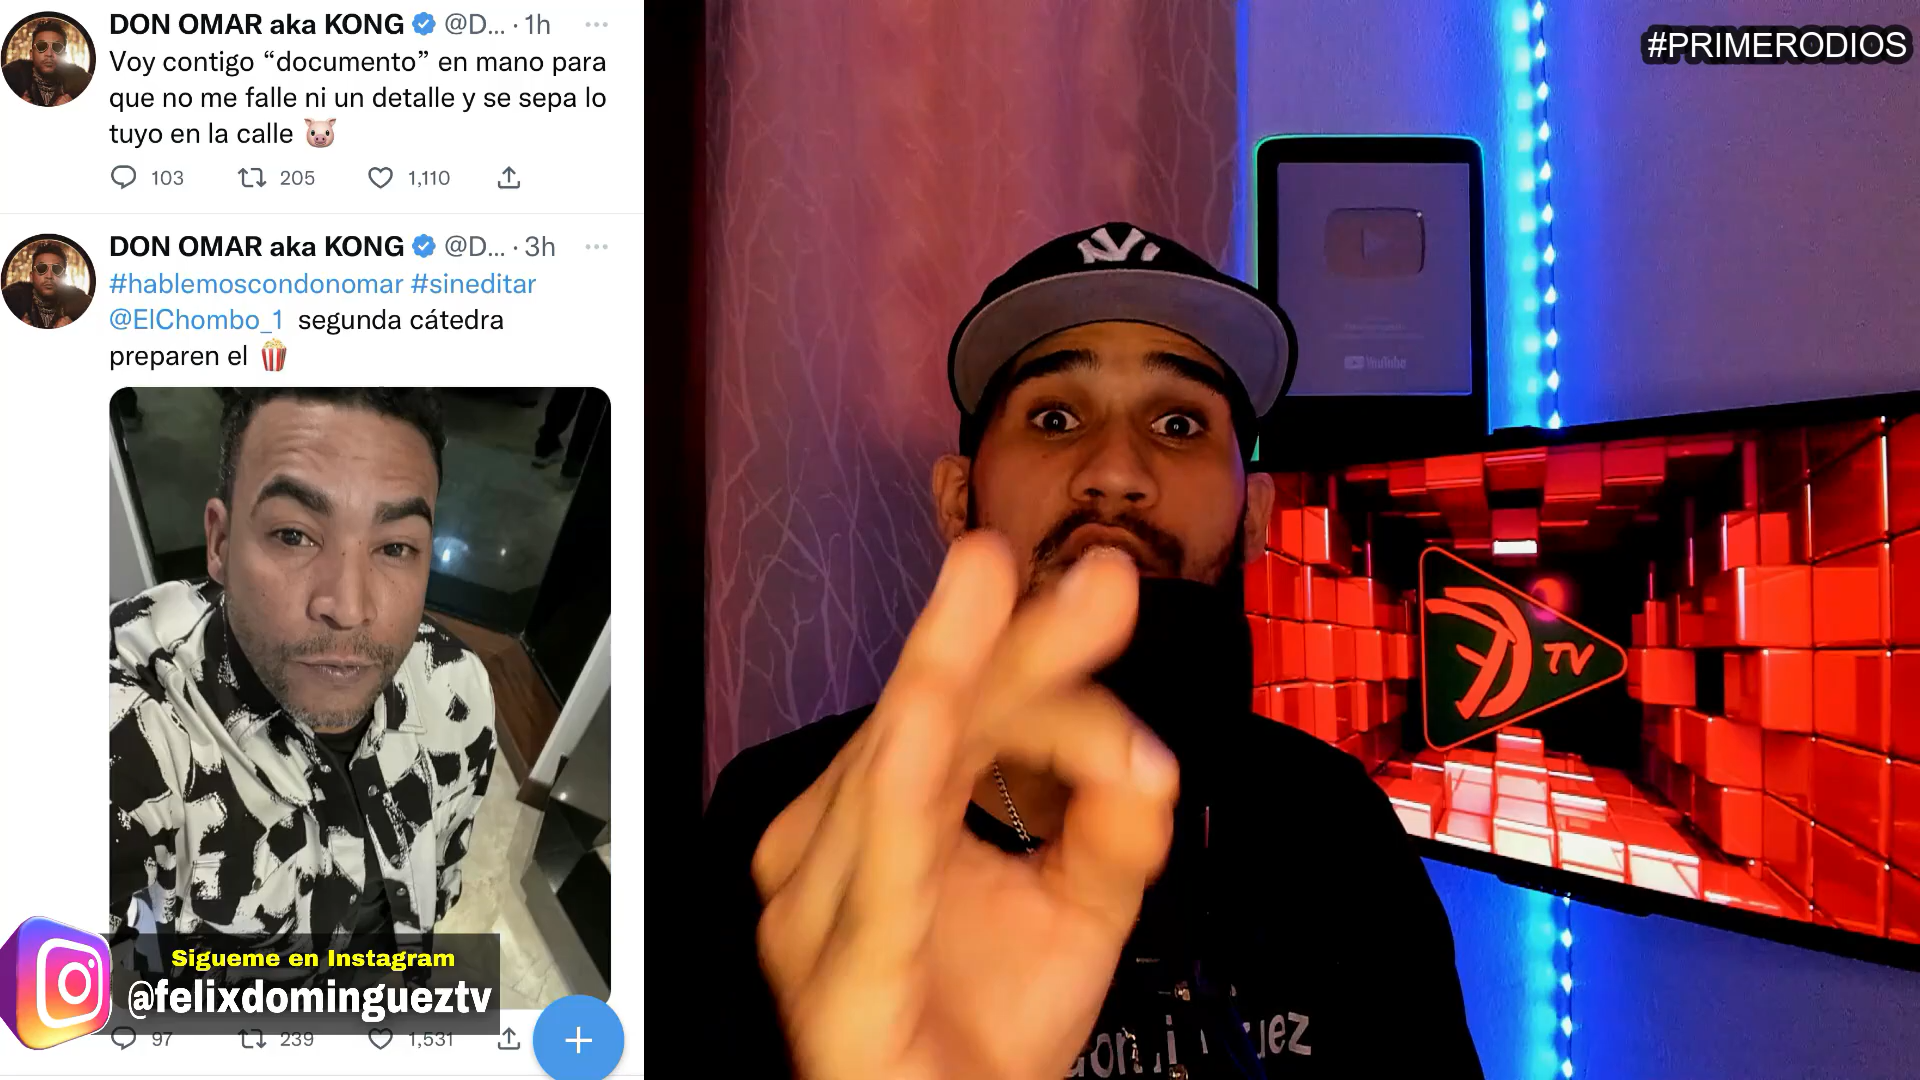 DON OMAR aka KONG @D... · 1h
Voy contigo “documento” en mano para
que no me falle ni un detalle y se sepa lo
tuyo en la calle 🐷
103 205 1,110
DON OMAR aka KONG @D... · 3h
#hablemoscondonomar #sineditar
@ElChombo_1 segunda cátedra
preparen el 🍿
Sigueme en Instagram
@felixdomingueztv
97 239 1,531
#PRIMERODIOS
YouTube
TV